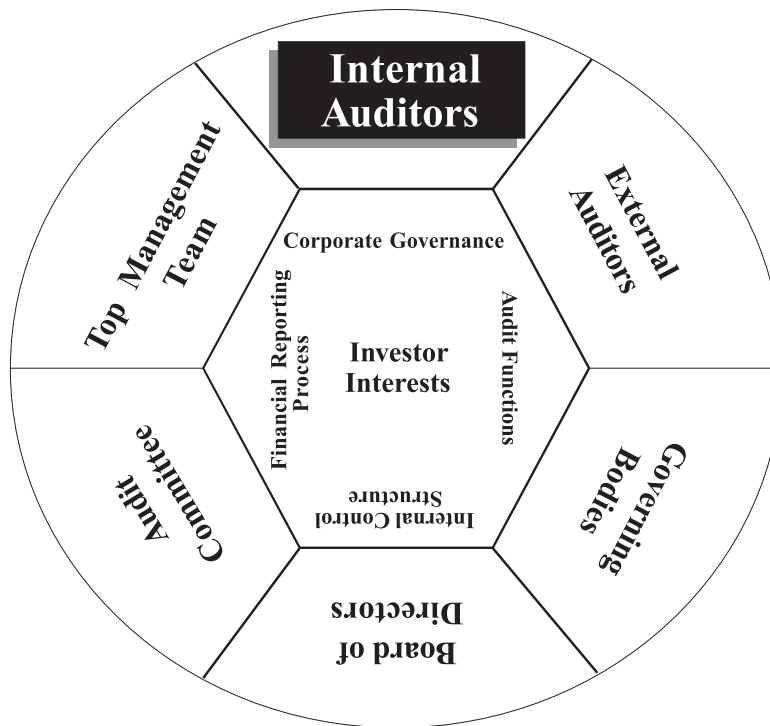 Internal
Auditors
External
Auditors
Governing
Bodies
Board of
Directors
Audit
Committee
Top Management
Team
Corporate Governance
Audit Functions
Internal Control
Structure
Financial Reporting
Process
Investor
Interests